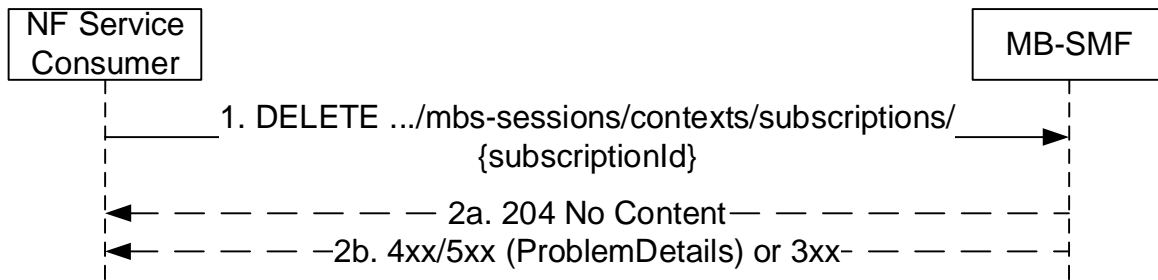 NF Service
Consumer
MB-SMF
1. DELETE .../mbs-sessions/contexts/subscriptions/
{subscriptionId}
2a. 204 No Content
2b. 4xx/5xx (ProblemDetails) or 3xx